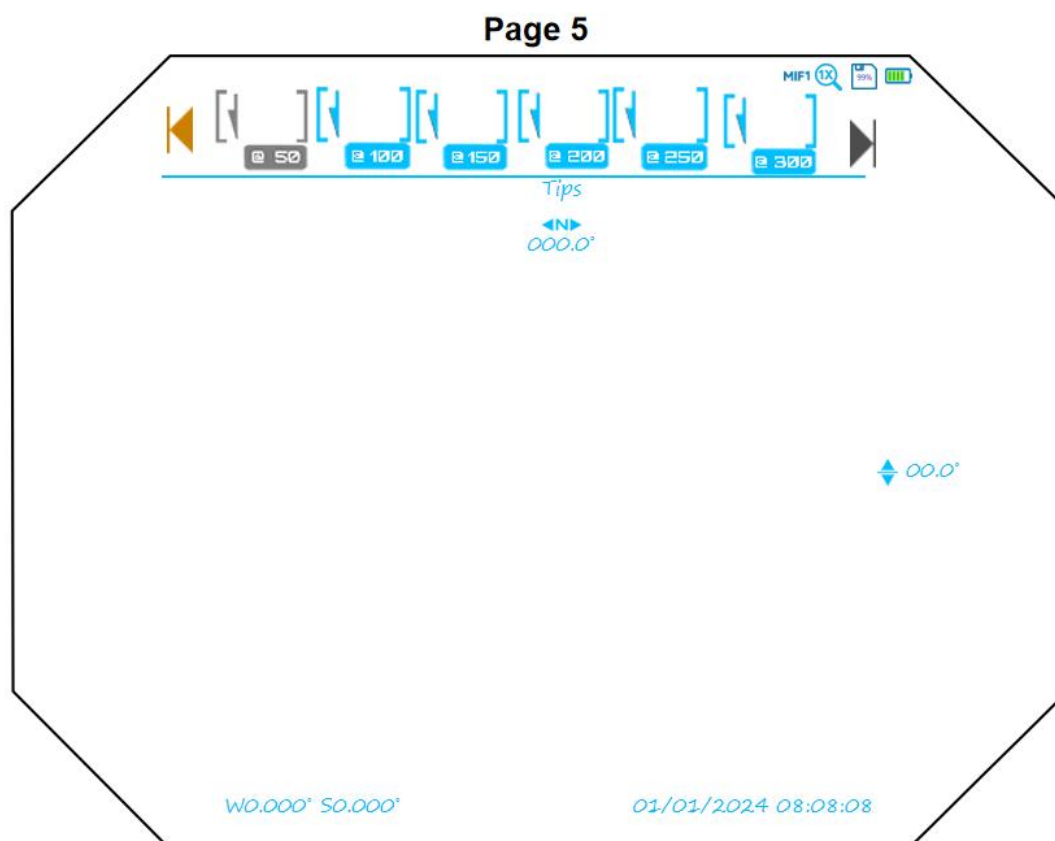 Page 5
MIF1 1X 99%
@ 50 @ 100 @ 150 @ 200 @ 250 @ 300
Tips
N
000.0°
00.0°
W0.000° S0.000° 01/01/2024 08:08:08